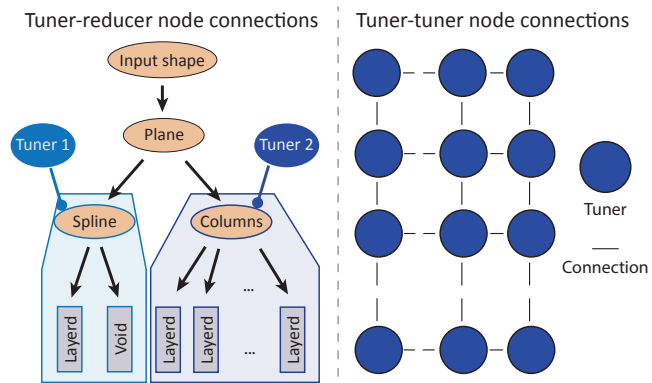 Tuner-reducer node connections
Input shape
Plane
Tuner 1
Tuner 2
Spline
Columns
...
Layerd
Void
Layerd
Layerd
...
Layerd
Tuner-tuner node connections
Tuner
Connection